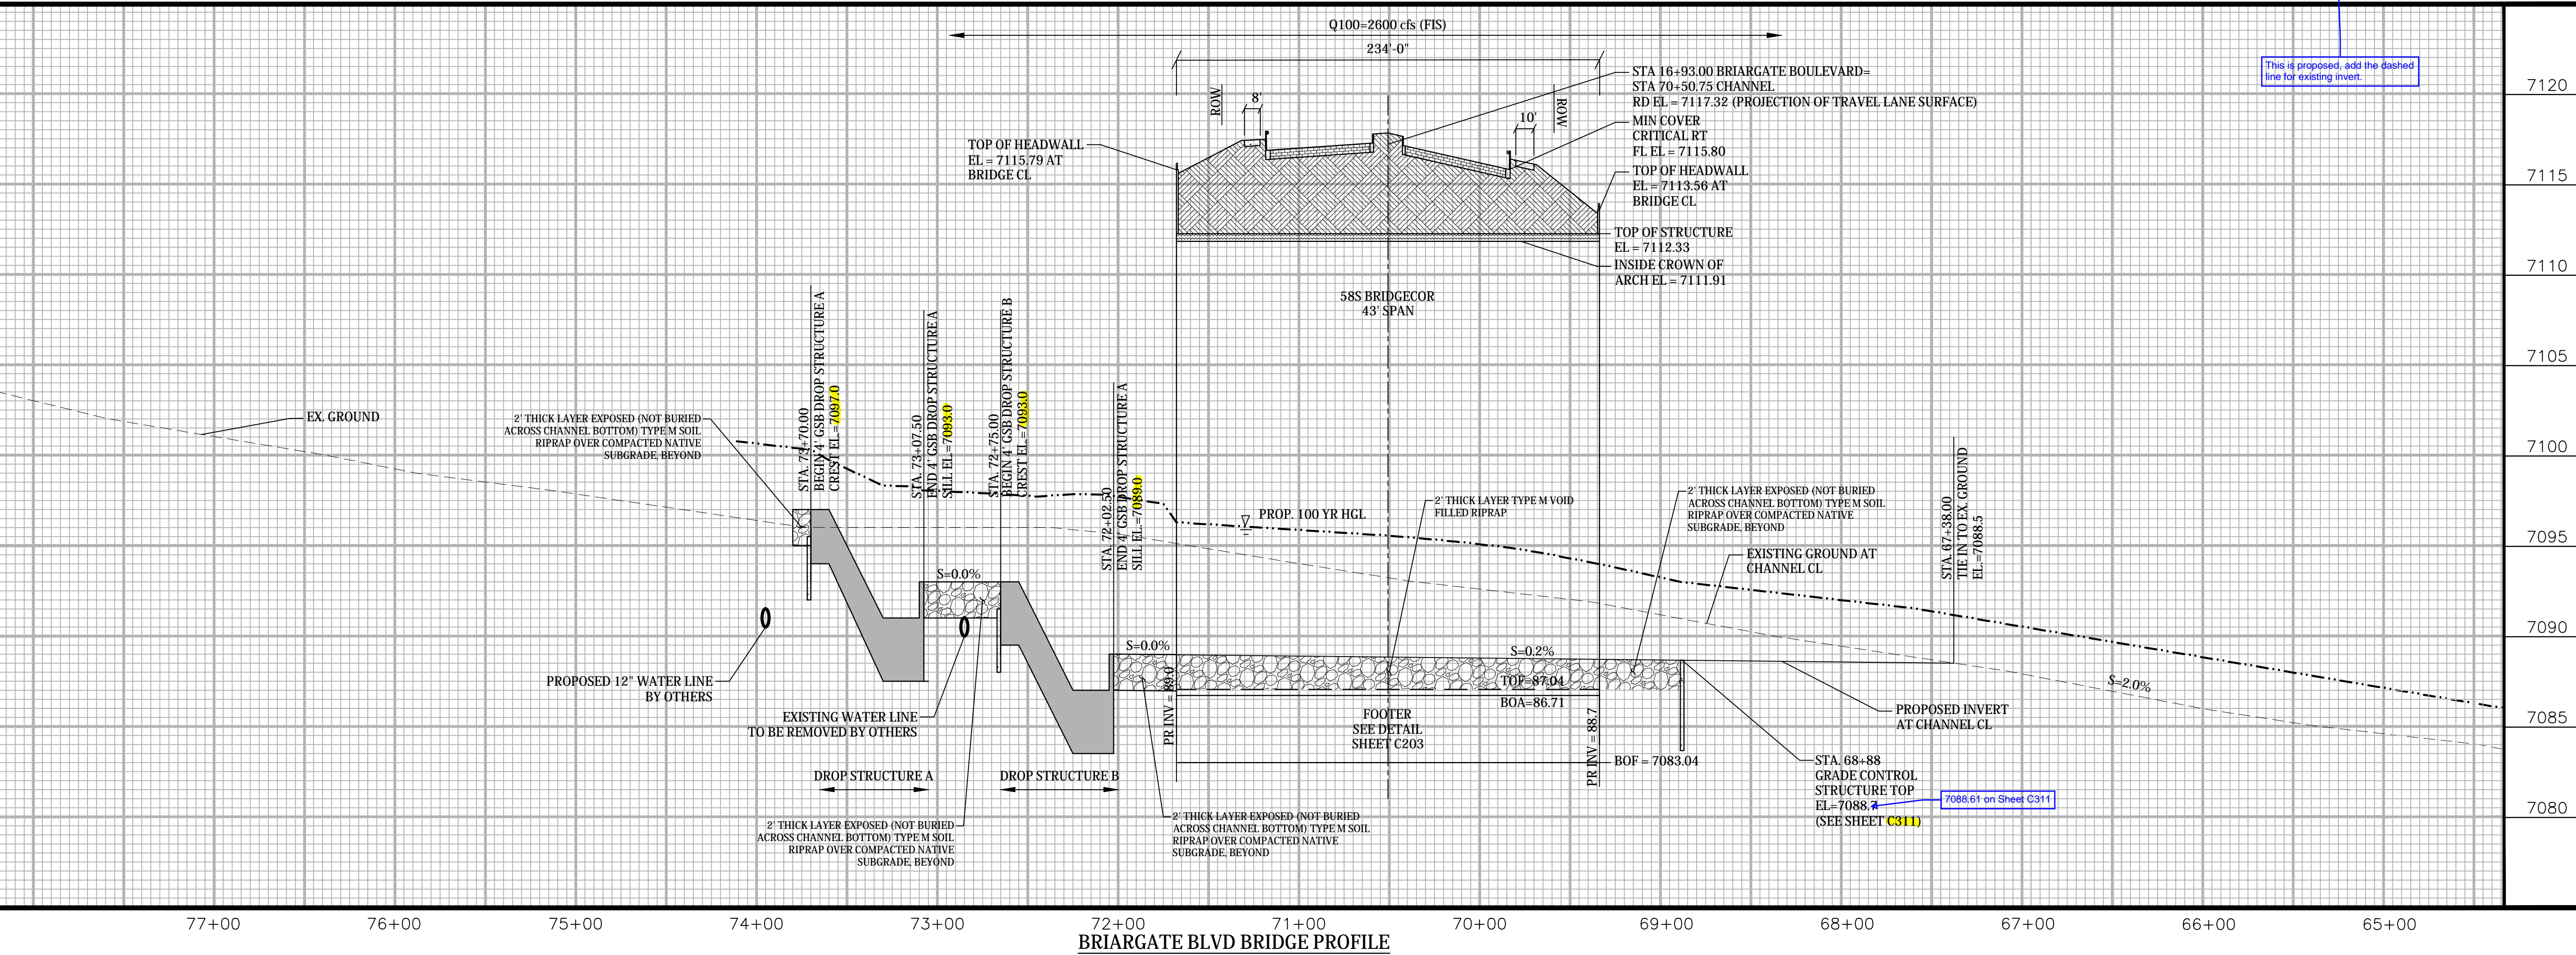 Q100=2600 cfs (FIS)
234'-0"
This is proposed, add the dashed
line for existing invert.
7120
7115
7110
7105
7100
7095
7090
7085
7080
ROW
8'
ROW
10'
STA 16+93.00 BRIARGATE BOULEVARD=
STA 70+50.75 CHANNEL
RD EL = 7117.32 (PROJECTION OF TRAVEL LANE SURFACE)
MIN COVER
CRITICAL RT
FL EL = 7115.80
TOP OF HEADWALL
EL = 7115.79 AT
BRIDGE CL
TOP OF HEADWALL
EL = 7113.56 AT
BRIDGE CL
TOP OF STRUCTURE
EL = 7112.33
INSIDE CROWN OF
ARCH EL = 7111.91
58S BRIDGECOR
43' SPAN
EX. GROUND
2' THICK LAYER EXPOSED (NOT BURIED
ACROSS CHANNEL BOTTOM) TYPE M SOIL
RIPRAP OVER COMPACTED NATIVE
SUBGRADE, BEYOND
STA. 73+70.00
BEGIN 4' GSB DROP STRUCTURE A
CREST EL.=7097.0
STA. 73+07.50
END 4' GSB DROP STRUCTURE A
SILL EL.=7093.0
STA. 72+75.00
BEGIN 4' GSB DROP STRUCTURE B
CREST EL.=7093.0
STA. 72+02.50
END 4' GSB DROP STRUCTURE A
SILL EL.=7089.0
PROP. 100 YR HGL
2' THICK LAYER TYPE M VOID
FILLED RIPRAP
2' THICK LAYER EXPOSED (NOT BURIED
ACROSS CHANNEL BOTTOM) TYPE M SOIL
RIPRAP OVER COMPACTED NATIVE
SUBGRADE, BEYOND
EXISTING GROUND AT
CHANNEL CL
STA. 67+38.00
TIE IN TO EX. GROUND
EL.=7088.5
S=0.0%
S=0.0%
S=0.2%
S=2.0%
PROPOSED 12" WATER LINE
BY OTHERS
EXISTING WATER LINE
TO BE REMOVED BY OTHERS
PR INV = 89.0
TOF=87.04
BOA=86.71
FOOTER
SEE DETAIL
SHEET C203
PR INV = 88.7
BOF = 7083.04
PROPOSED INVERT
AT CHANNEL CL
DROP STRUCTURE A
DROP STRUCTURE B
STA. 68+88
GRADE CONTROL
STRUCTURE TOP
EL=7088.7
(SEE SHEET C311)
7088.61 on Sheet C311
2' THICK LAYER EXPOSED (NOT BURIED
ACROSS CHANNEL BOTTOM) TYPE M SOIL
RIPRAP OVER COMPACTED NATIVE
SUBGRADE, BEYOND
2' THICK LAYER EXPOSED (NOT BURIED
ACROSS CHANNEL BOTTOM) TYPE M SOIL
RIPRAP OVER COMPACTED NATIVE
SUBGRADE, BEYOND
77+00
76+00
75+00
74+00
73+00
72+00
71+00
70+00
69+00
68+00
67+00
66+00
65+00
BRIARGATE BLVD BRIDGE PROFILE